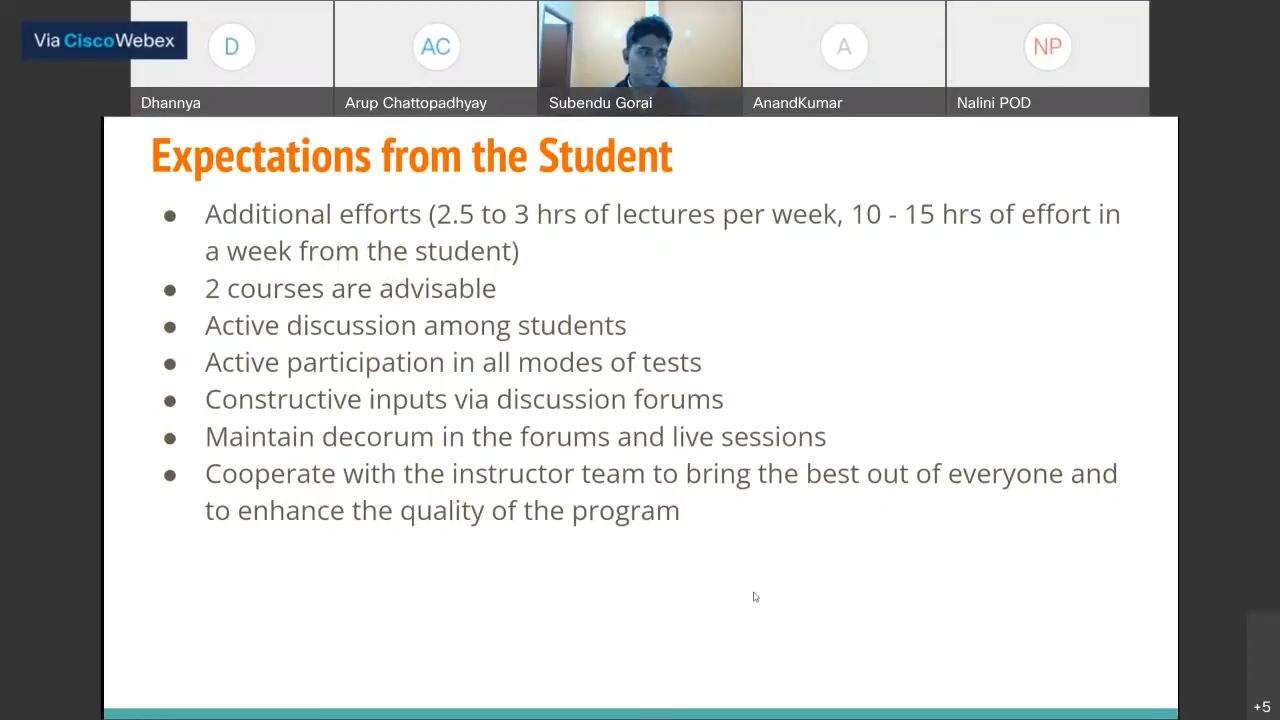 Via Cisco Webex
D
AC
A
NP
Dhannya
Arup Chattopadhyay
Subendu Gorai
AnandKumar
Nalini POD
Expectations from the Student
● Additional efforts (2.5 to 3 hrs of lectures per week, 10 - 15 hrs of effort in
a week from the student)
● 2 courses are advisable
● Active discussion among students
● Active participation in all modes of tests
● Constructive inputs via discussion forums
● Maintain decorum in the forums and live sessions
● Cooperate with the instructor team to bring the best out of everyone and
to enhance the quality of the program
+5